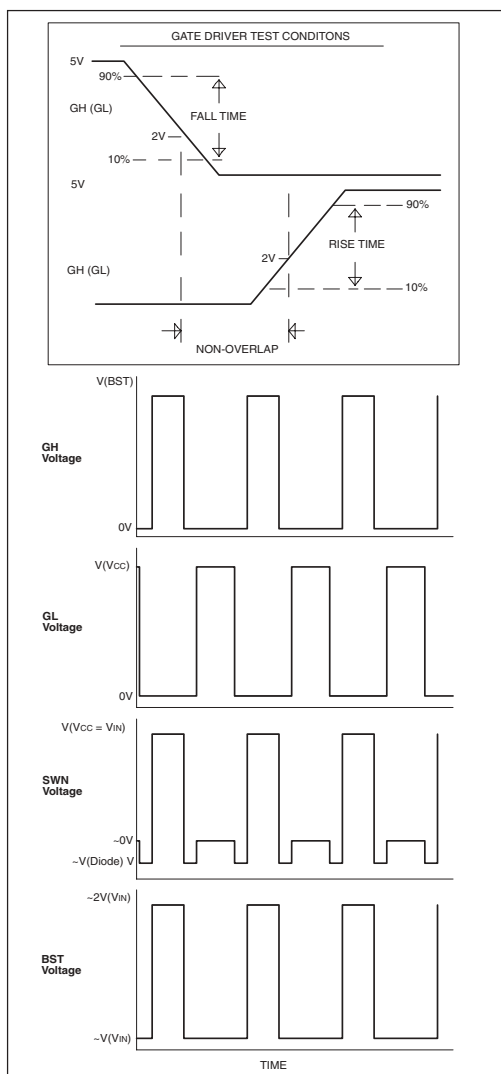 GATE DRIVER TEST CONDITONS
5V
90%
GH (GL)
FALL TIME
2V
10%
5V
90%
2V
RISE TIME
GH (GL)
10%
NON-OVERLAP
V(BST)
GH
Voltage
0V
V(VCC)
GL
Voltage
0V
V(VCC = VIN)
SWN
Voltage
~0V
~V(Diode) V
~2V(VIN)
BST
Voltage
~V(VIN)
TIME